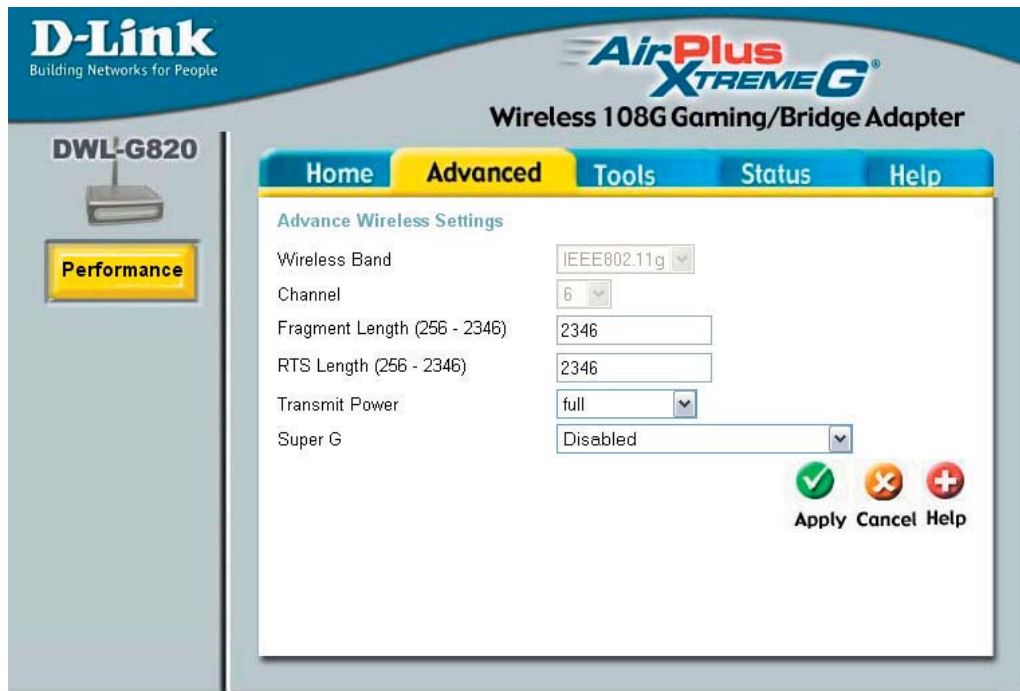 D-Link
Building Networks for People
AirPlus
XTREME G®
Wireless 108G Gaming/Bridge Adapter
DWL-G820
Home Advanced Tools Status Help
Performance
Advance Wireless Settings
Wireless Band IEEE802.11g
Channel 6
Fragment Length (256 - 2346) 2346
RTS Length (256 - 2346) 2346
Transmit Power full
Super G Disabled
Apply Cancel Help